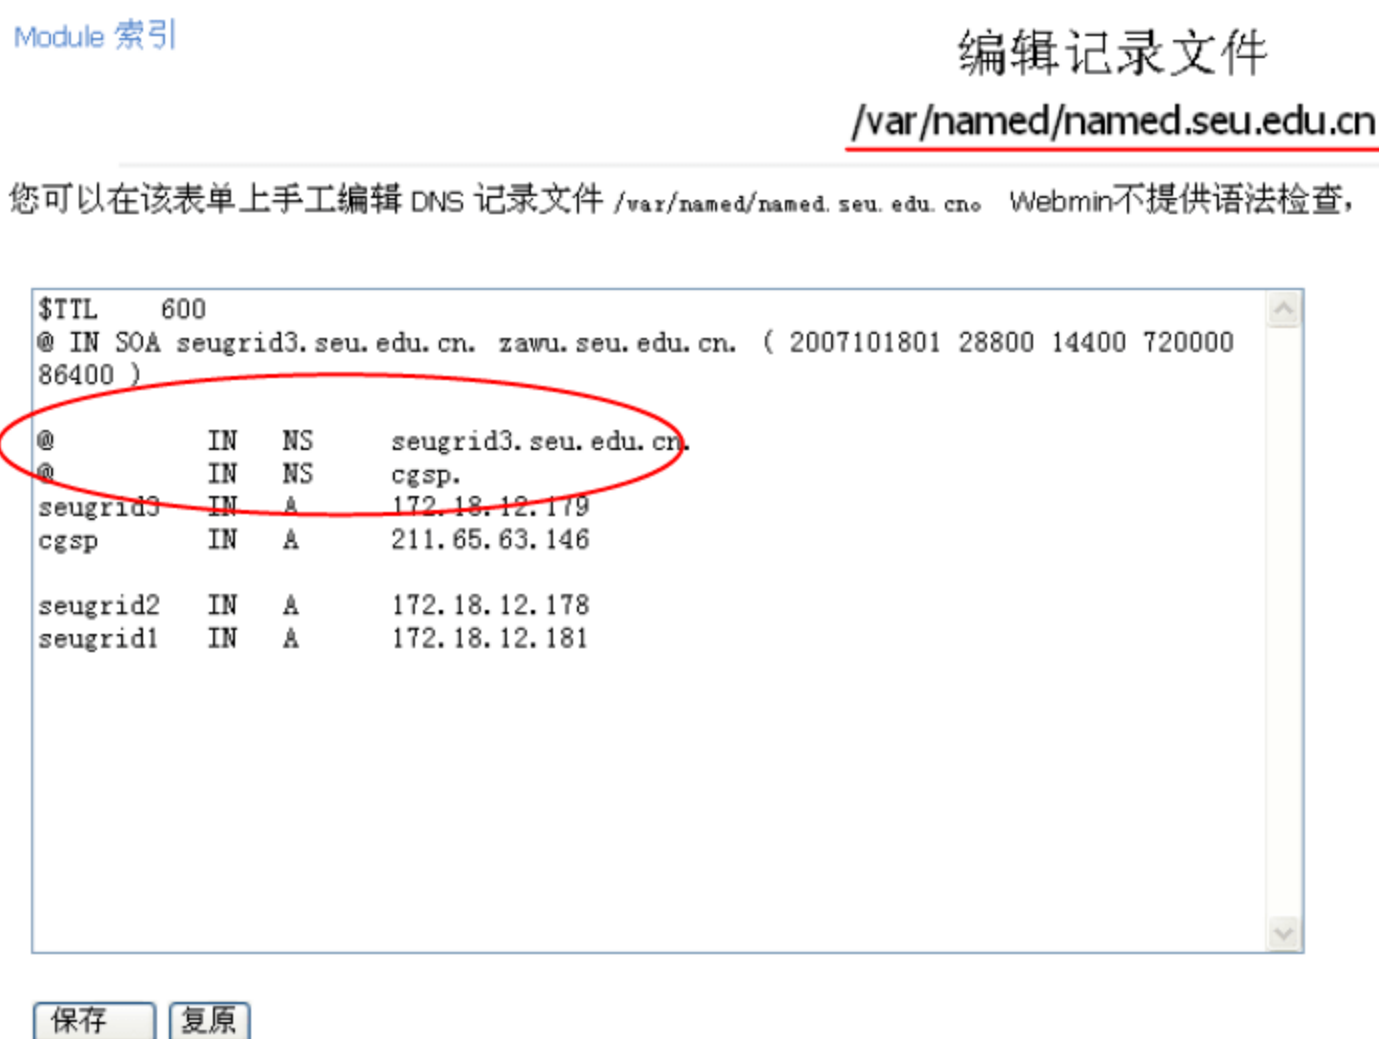 Module 索引
编辑记录文件
/var/named/named.seu.edu.cn
您可以在该表单上手工编辑 DNS 记录文件 /var/named/named.seu.edu.cn。 Webmin不提供语法检查，
$TTL 600
@ IN SOA seugrid3.seu.edu.cn. zawu.seu.edu.cn. ( 2007101801 28800 14400 720000
86400 )
@ IN NS seugrid3.seu.edu.cn.
@ IN NS cgsp.
seugrid3 IN A 172.18.12.179
cgsp IN A 211.65.63.146
seugrid2 IN A 172.18.12.178
seugrid1 IN A 172.18.12.181
保存 复原